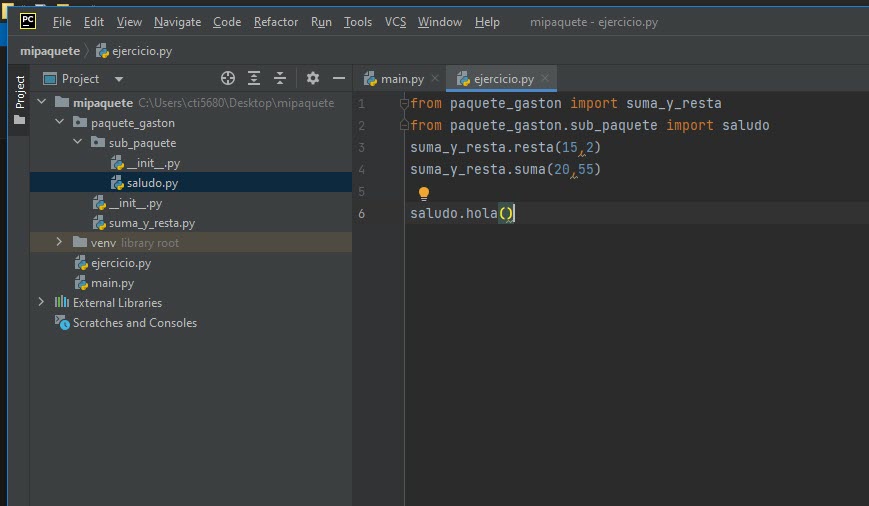 PC File Edit View Navigate Code Refactor Run Tools VCS Window Help mipaquete - ejercicio.py
mipaquete ejercicio.py
Project
Project
mipaquete C:\Users\cti5680\Desktop\mipaquete
paquete_gaston
sub_paquete
__init__.py
saludo.py
__init__.py
suma_y_resta.py
venv library root
ejercicio.py
main.py
External Libraries
Scratches and Consoles
main.py ejercicio.py
1 from paquete_gaston import suma_y_resta
2 from paquete_gaston.sub_paquete import saludo
3 suma_y_resta.resta(15,2)
4 suma_y_resta.suma(20,55)
5
6 saludo.hola()